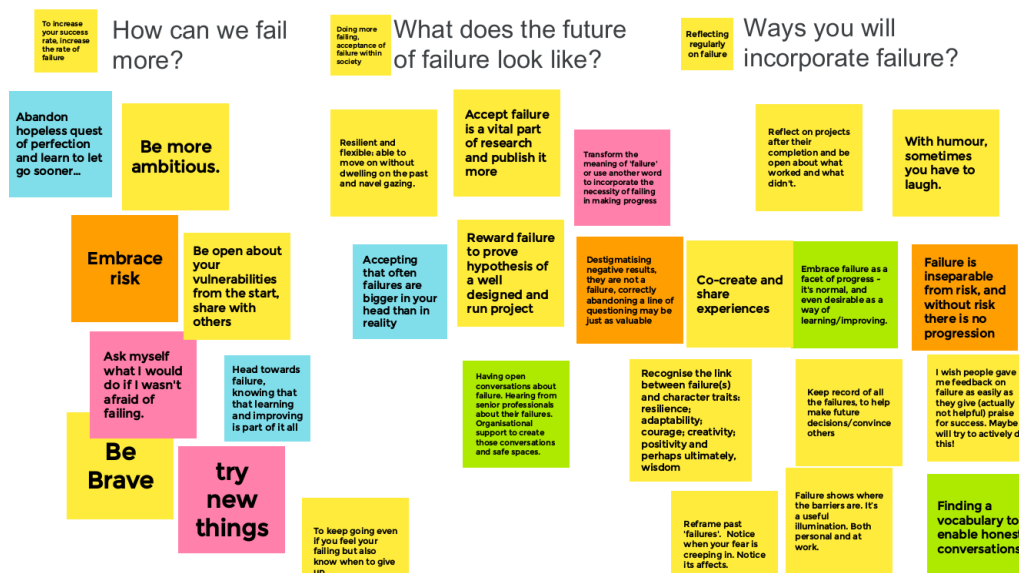 To increase
your success
rate, increase
the rate of
failure
How can we fail
more?
Doing more
failing,
acceptance of
failure within
society
What does the future
of failure look like?
Reflecting
regularly
on failure
Ways you will
incorporate failure?
Abandon
hopeless quest
of perfection
and learn to let
go sooner...
Be more
ambitious.
Embrace
risk
Be open about
your
vulnerabilities
from the start,
share with
others
Ask myself
what I would
do if I wasn't
afraid of
failing.
Head towards
failure,
knowing that
that learning
and improving
is part of it all
Be
Brave
try
new
things
To keep going even
if you feel your
failing but also
know when to give
up
Resilient and
flexible: able to
move on without
dwelling on the past
and navel gazing.
Accept failure
is a vital part
of research
and publish it
more
Transform the
meaning of 'failure'
or use another word
to incorporate the
necessity of failing
in making progress
Accepting
that often
failures are
bigger in your
head than in
reality
Reward failure
to prove
hypothesis of
a well
designed and
run project
Destigmatising
negative results,
they are not a
failure, correctly
abandoning a line of
questioning may be
just as valuable
Co-create and
share
experiences
Having open
conversations about
failure. Hearing from
senior professionals
about their failures.
Organisational
support to create
those conversations
and safe spaces.
Recognise the link
between failure(s)
and character traits:
resilience;
adaptability;
courage; creativity;
positivity and
perhaps ultimately,
wisdom
Reflect on projects
after their
completion and be
open about what
worked and what
didn't.
With humour,
sometimes
you have to
laugh.
Embrace failure as a
facet of progress -
it's normal, and
even desirable as a
way of
learning/improving.
Failure is
inseparable
from risk, and
without risk
there is no
progression
Keep record of all
the failures, to help
make future
decisions/convince
others
I wish people gave
me feedback on
failure as easily as
they give (actually
not helpful) praise
for success. Maybe
will try to actively d
this!
Reframe past
'failures'. Notice
when your fear is
creeping in. Notice
its affects.
Failure shows where
the barriers are. It's
a useful
illumination. Both
personal and at
work.
Finding a
vocabulary to
enable honest
conversations